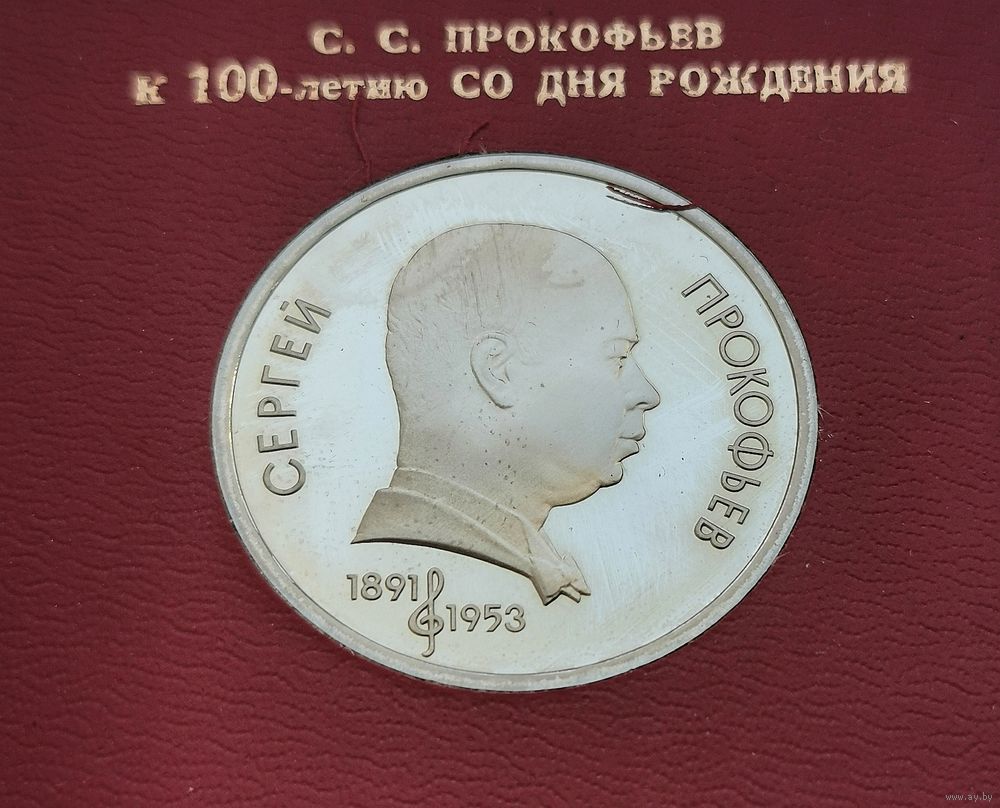 С. С. ПРОКОФЬЕВ
К 100-летию СО ДНЯ РОЖДЕНИЯ
СЕРГЕЙ
ПРОКОФЬЕВ
1891
1953
www.ay.by